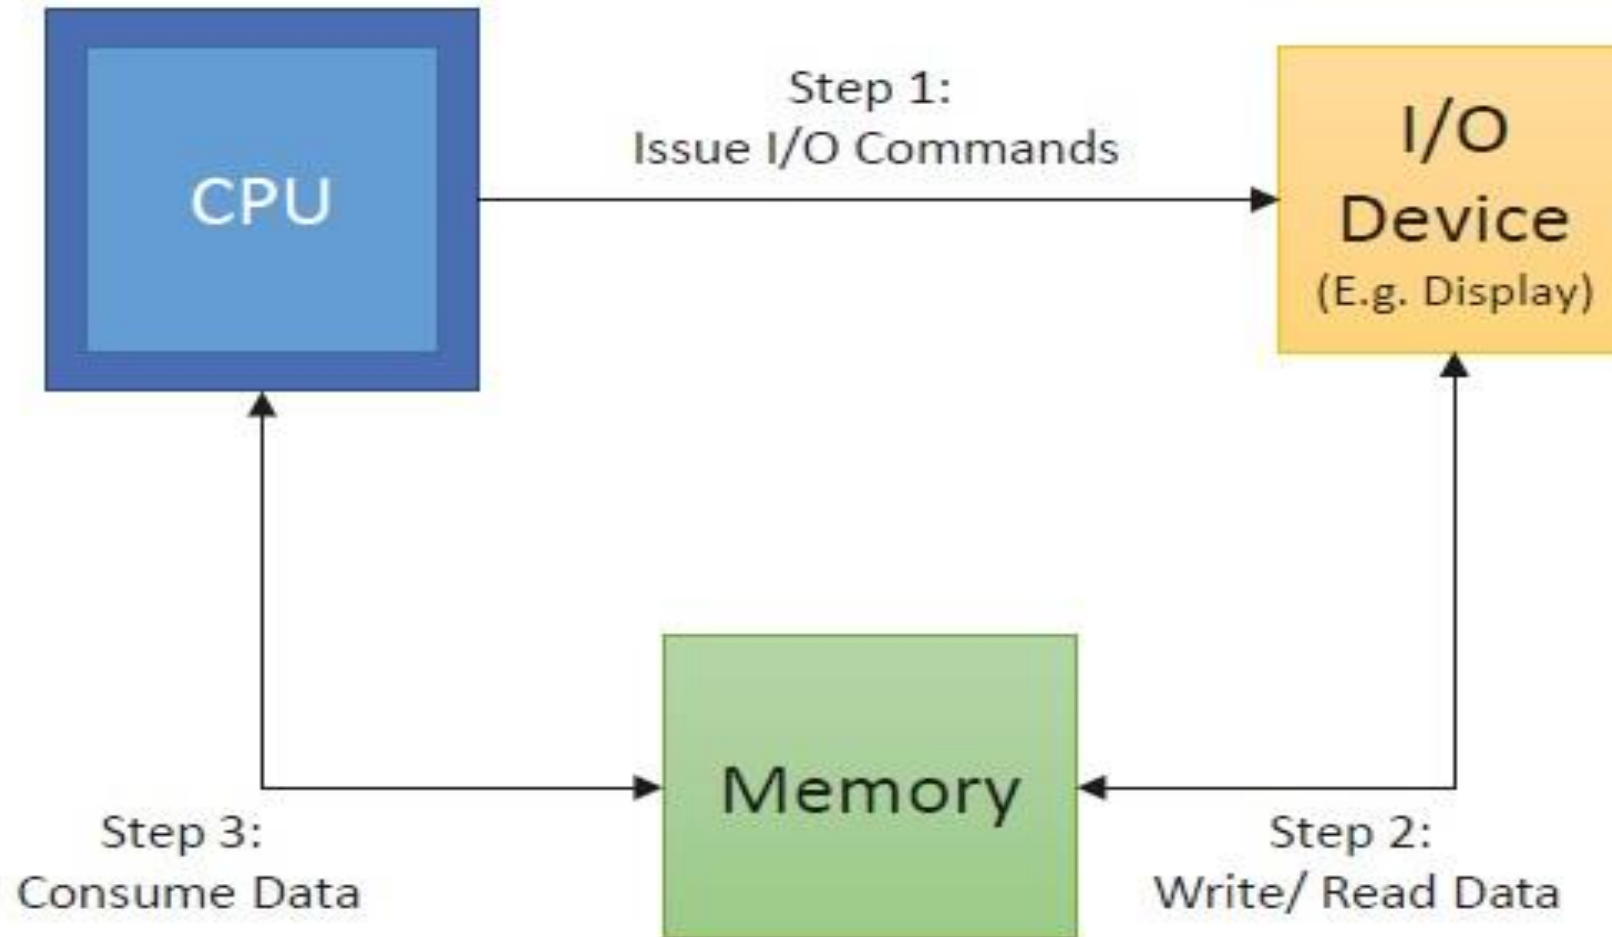 CPU
Step 1:
Issue I/O Commands
I/O
Device
(E.g. Display)
Memory
Step 3:
Consume Data
Step 2:
Write/ Read Data